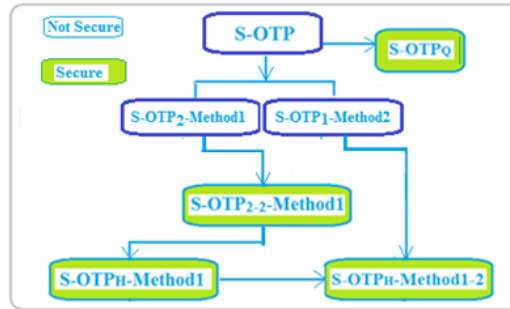 Not Secure
S-OTP
S-OTPQ
Secure
S-OTP2-Method1
S-OTP1-Method2
S-OTP2-2-Method1
S-OTPH-Method1
S-OTPH-Method1-2